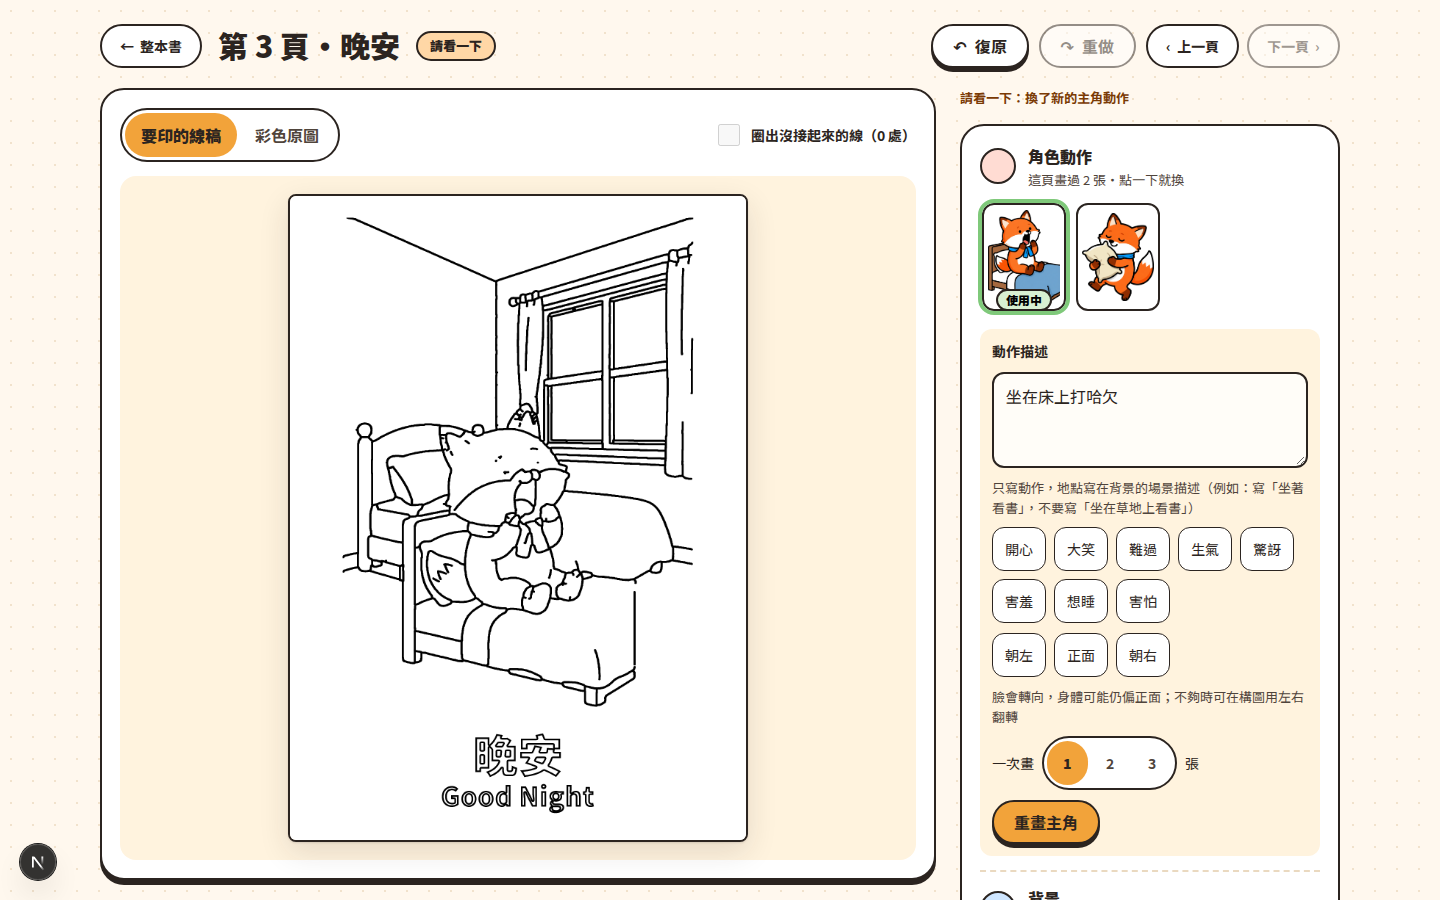 ← 整本書
第 3 頁・晚安
請看一下
↶ 復原
↷ 重做
‹ 上一頁
下一頁 ›
要印的線稿
彩色原圖
圈出沒接起來的線（0 處）
晚安
Good Night
請看一下：換了新的主角動作
角色動作
這頁畫過 2 張・點一下就換
使用中
動作描述
坐在床上打哈欠
只寫動作，地點寫在背景的場景描述（例如：寫「坐著
看書」，不要寫「坐在草地上看書」）
開心
大笑
難過
生氣
驚訝
害羞
想睡
害怕
朝左
正面
朝右
臉會轉向，身體可能仍偏正面；不夠時可在構圖用左右
翻轉
一次畫
1
2
3
張
重畫主角
背景
N